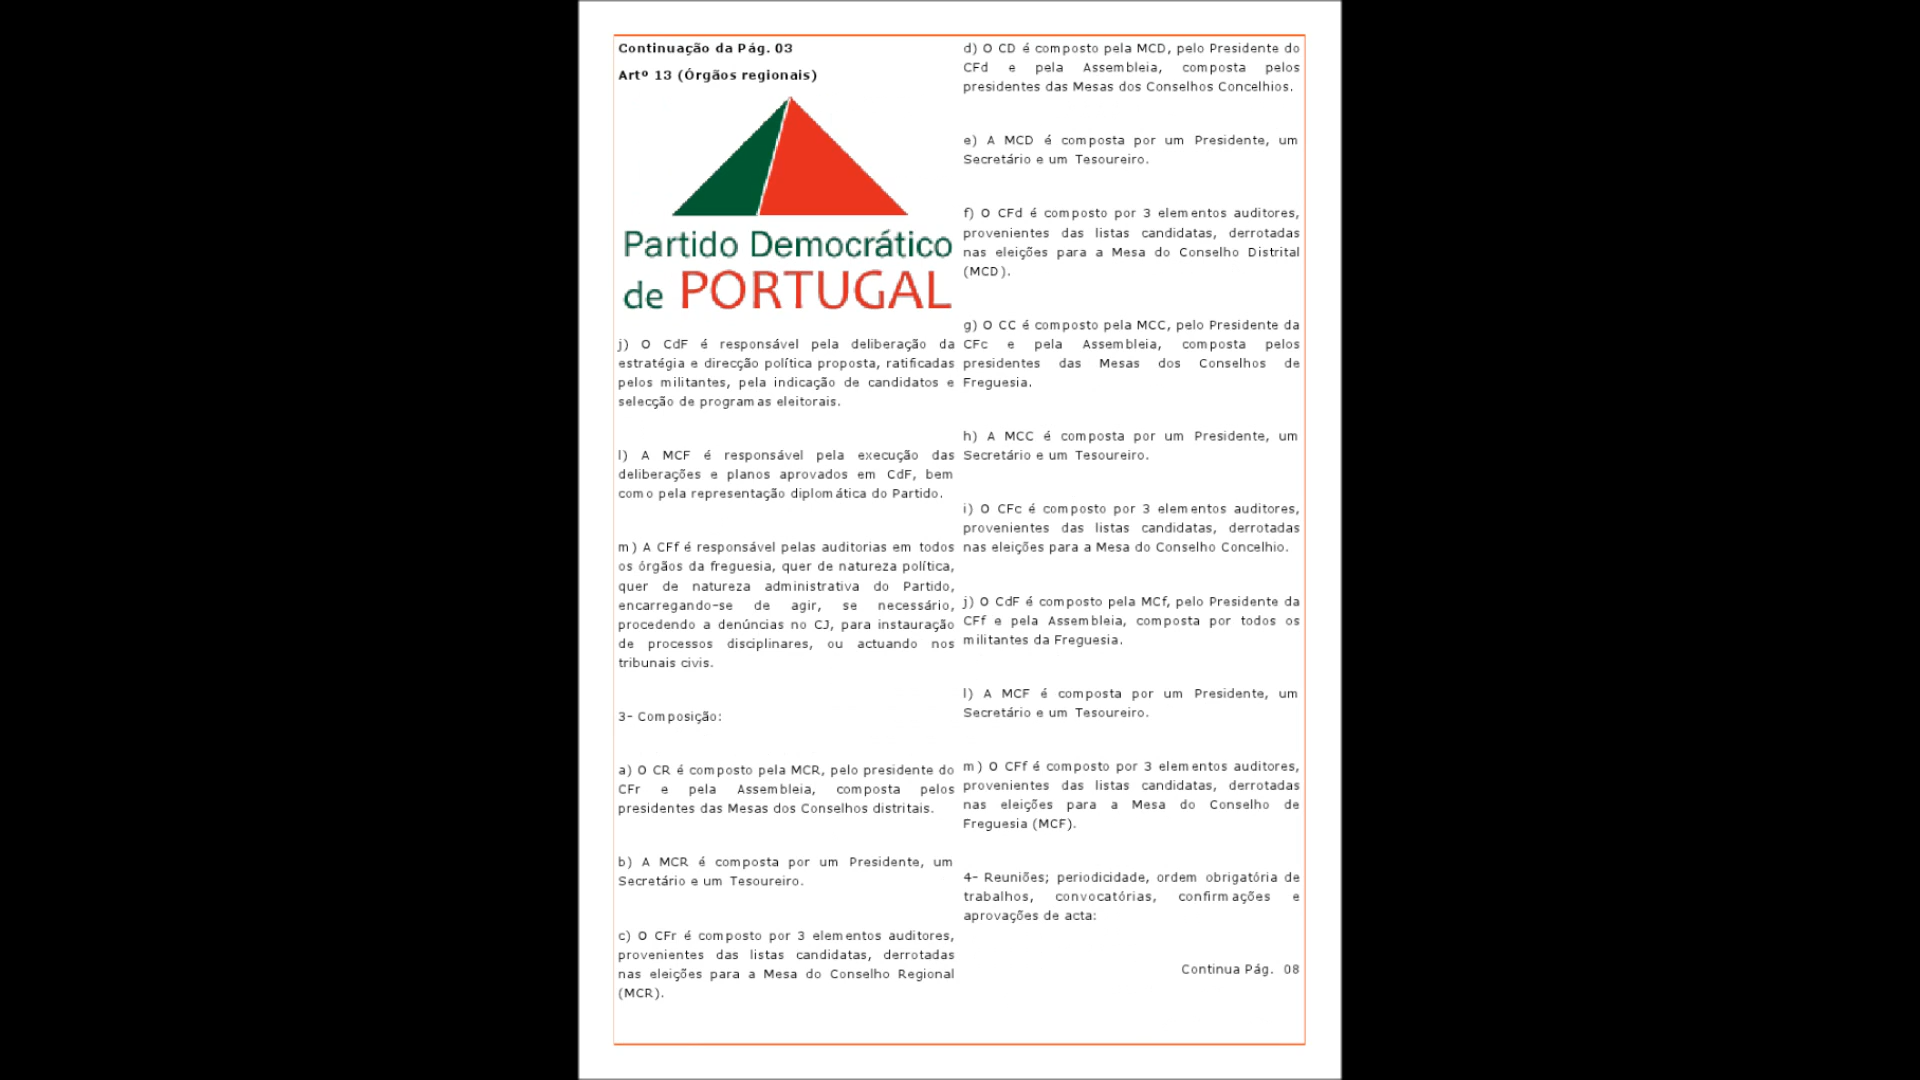 Continuação da Pág. 03
Artº 13 (Órgãos regionais)
Partido Democrático
de PORTUGAL
j) O CdF é responsável pela deliberação da
estratégia e direcção política proposta, ratificadas
pelos militantes, pela indicação de candidatos e
selecção de programas eleitorais.
l) A MCF é responsável pela execução das
deliberações e planos aprovados em CdF, bem
como pela representação diplomática do Partido.
m) A CFf é responsável pelas auditorias em todos
os órgãos da freguesia, quer de natureza política,
quer de natureza administrativa do Partido,
encarregando-se de agir, se necessário,
procedendo a denúncias no CJ, para instauração
de processos disciplinares, ou actuando nos
tribunais civis.
3- Composição:
a) O CR é composto pela MCR, pelo presidente do
CFr e pela Assembleia, composta pelos
presidentes das Mesas dos Conselhos distritais.
b) A MCR é composta por um Presidente, um
Secretário e um Tesoureiro.
c) O CFr é composto por 3 elementos auditores,
provenientes das listas candidatas, derrotadas
nas eleições para a Mesa do Conselho Regional
(MCR).
d) O CD é composto pela MCD, pelo Presidente do
CFd e pela Assembleia, composta pelos
presidentes das Mesas dos Conselhos Concelhios.
e) A MCD é composta por um Presidente, um
Secretário e um Tesoureiro.
f) O CFd é composto por 3 elementos auditores,
provenientes das listas candidatas, derrotadas
nas eleições para a Mesa do Conselho Distrital
(MCD).
g) O CC é composto pela MCC, pelo Presidente da
CFc e pela Assembleia, composta pelos
presidentes das Mesas dos Conselhos de
Freguesia.
h) A MCC é composta por um Presidente, um
Secretário e um Tesoureiro.
i) O CFc é composto por 3 elementos auditores,
provenientes das listas candidatas, derrotadas
nas eleições para a Mesa do Conselho Concelhio.
j) O CdF é composto pela MCf, pelo Presidente da
CFf e pela Assembleia, composta por todos os
militantes da Freguesia.
l) A MCF é composta por um Presidente, um
Secretário e um Tesoureiro.
m) O CFf é composto por 3 elementos auditores,
provenientes das listas candidatas, derrotadas
nas eleições para a Mesa do Conselho de
Freguesia (MCF).
4- Reuniões; periodicidade, ordem obrigatória de
trabalhos, convocatórias, confirmações e
aprovações de acta:
Continua Pág. 08